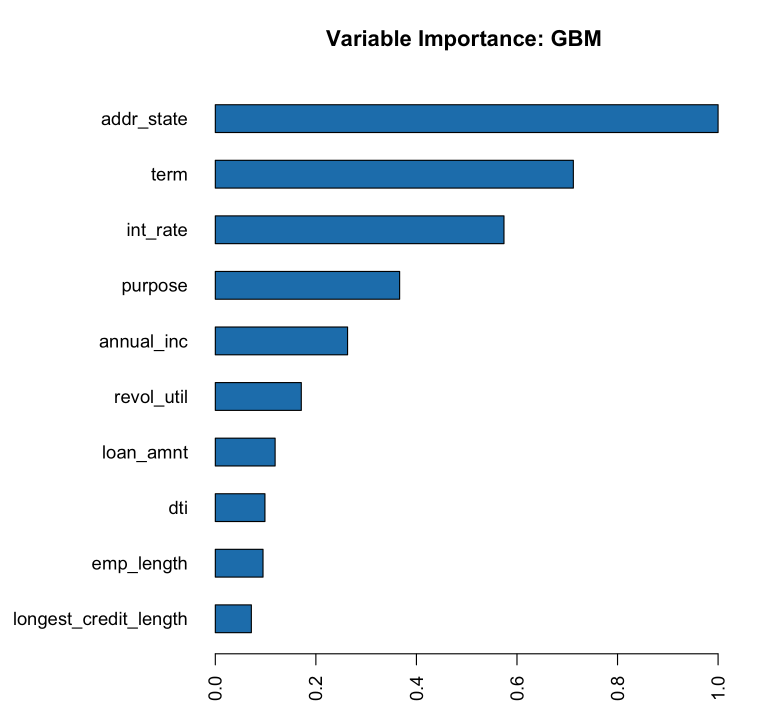 Variable Importance: GBM
addr_state
term
int_rate
purpose
annual_inc
revol_util
loan_amnt
dti
emp_length
longest_credit_length
0.0 0.2 0.4 0.6 0.8 1.0